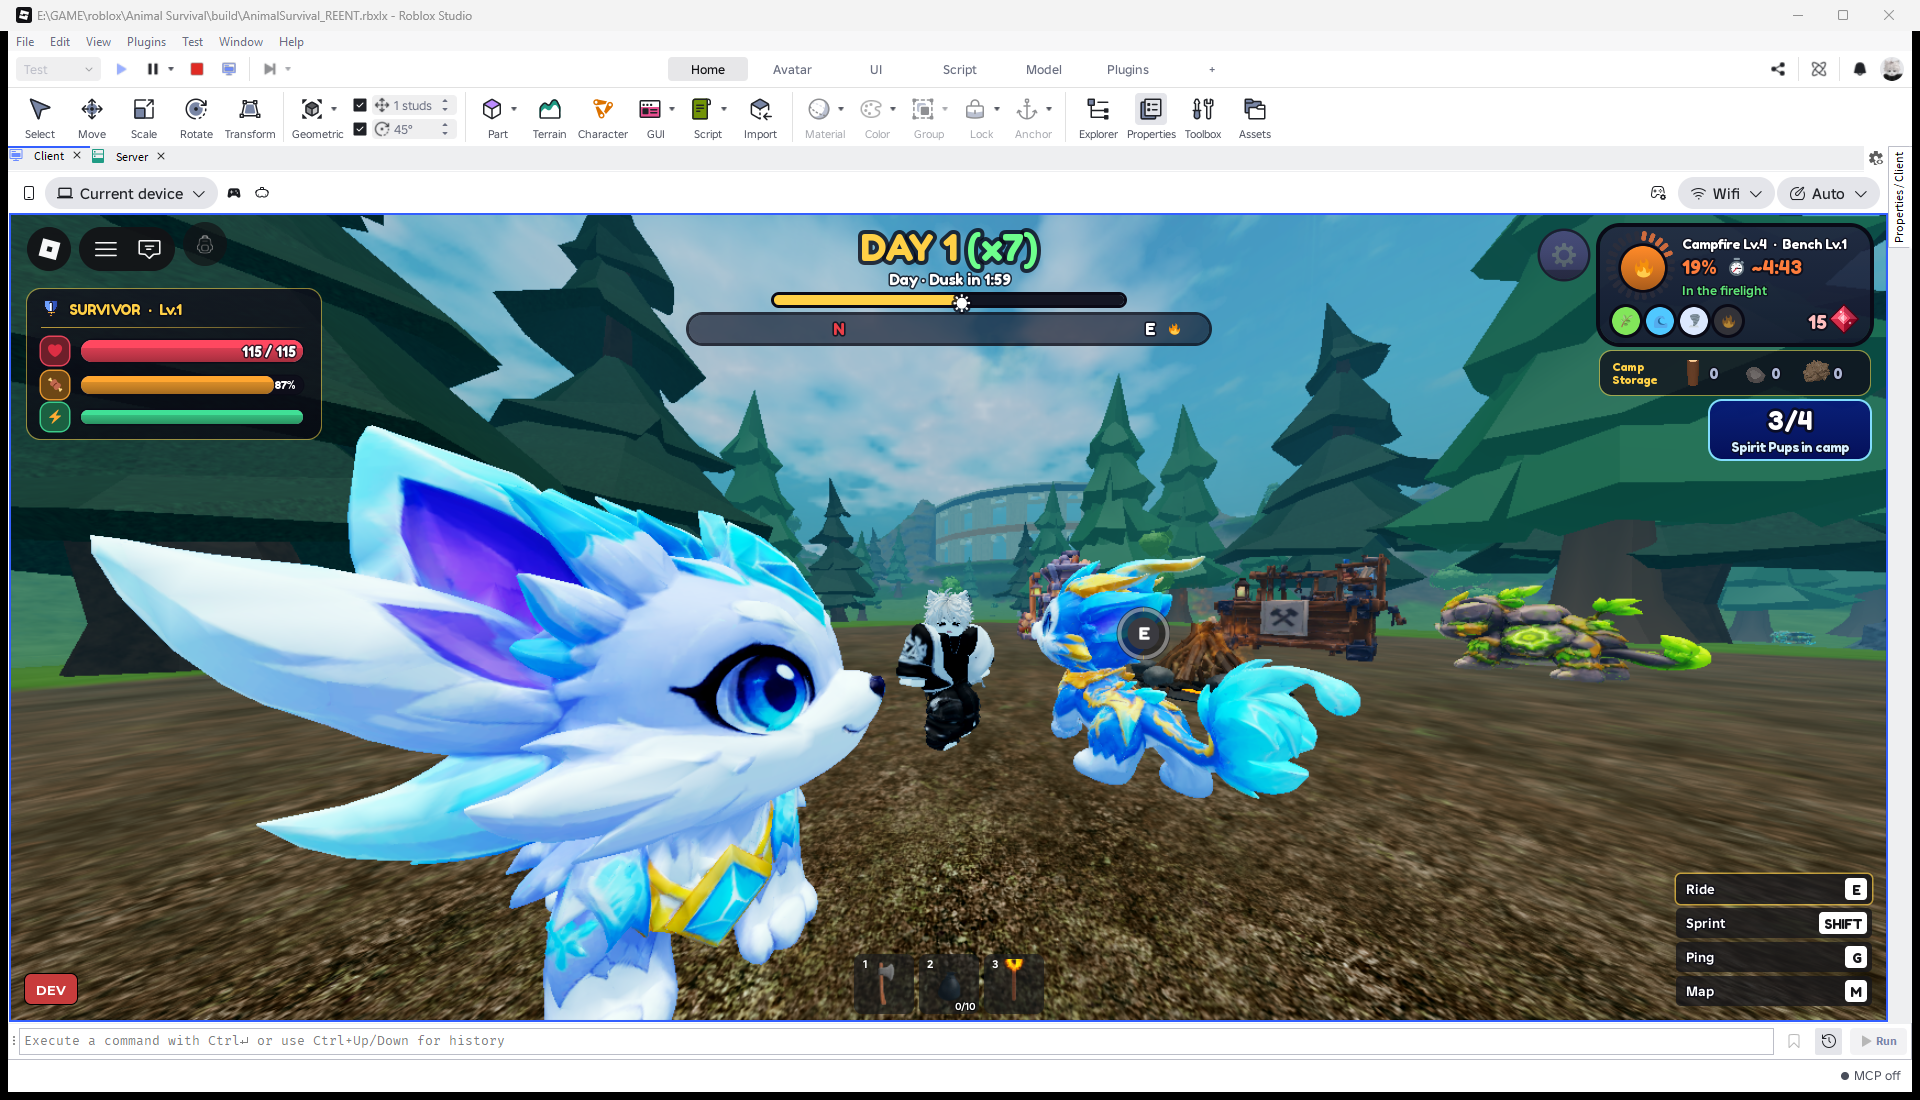 E:\GAME\roblox\Animal Survival\build\AnimalSurvival_REENT.rbxlx - Roblox Studio
File Edit View Plugins Test Window Help
Test
Home Avatar UI Script Model Plugins +
1 studs
45°
Select Move Scale Rotate Transform Geometric Part Terrain Character GUI Script Import Material Color Group Lock Anchor Explorer Properties Toolbox Assets
Client Server
Properties / Client
Current device
Wifi Auto
DAY 1 (x7)
Day · Dusk in 1:59
N E
SURVIVOR · Lv.1
115 / 115
87%
Campfire Lv.4 · Bench Lv.1
19% ~4:43
In the firelight
15
Camp Storage 0 0 0
3/4
Spirit Pups in camp
E
Ride E
Sprint SHIFT
Ping G
Map M
DEV
1 2 3
0/10
Execute a command with Ctrl↵ or use Ctrl+Up/Down for history
Run
MCP off